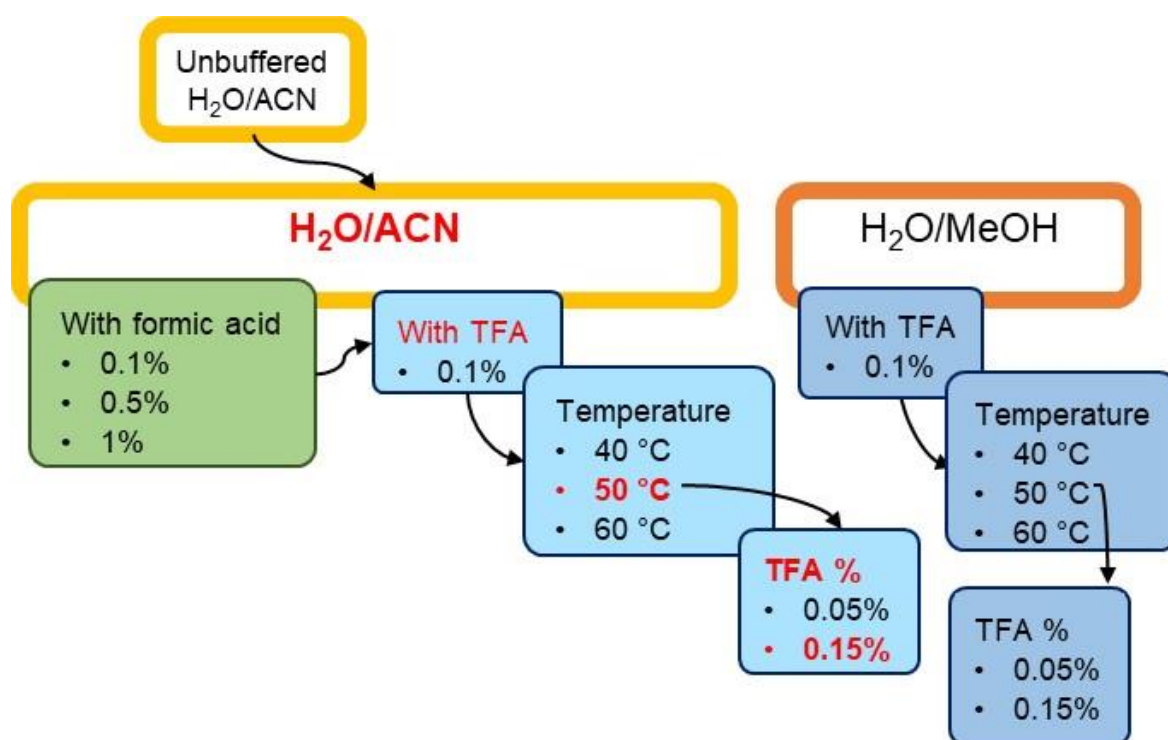 Unbuffered
H₂O/ACN
H₂O/ACN
With formic acid
• 0.1%
• 0.5%
• 1%
With TFA
• 0.1%
Temperature
• 40 °C
• 50 °C
• 60 °C
TFA %
• 0.05%
• 0.15%
H₂O/MeOH
With TFA
• 0.1%
Temperature
• 40 °C
• 50 °C
• 60 °C
TFA %
• 0.05%
• 0.15%